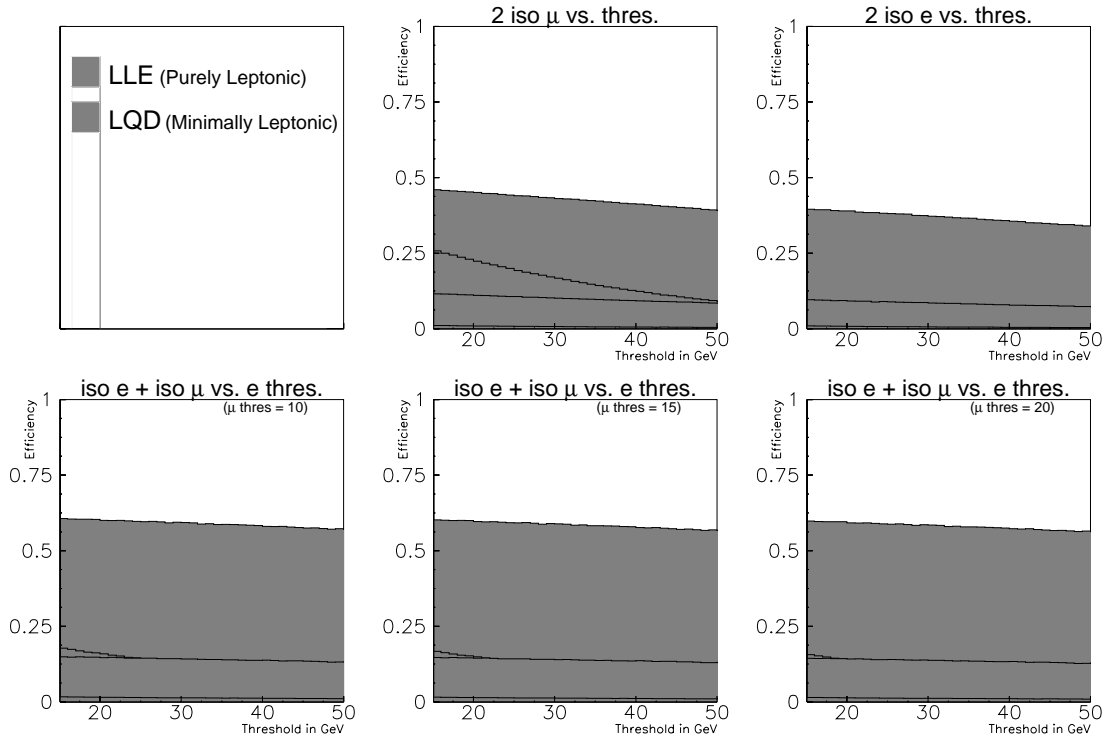 LLE (Purely Leptonic)
LQD (Minimally Leptonic)
2 iso μ vs. thres.
Efficiency
1
0.75
0.5
0.25
0
20
30
40
50
Threshold in GeV
2 iso e vs. thres.
Efficiency
1
0.75
0.5
0.25
0
20
30
40
50
Threshold in GeV
iso e + iso μ vs. e thres.
(μ thres = 10)
Efficiency
1
0.75
0.5
0.25
0
20
30
40
50
Threshold in GeV
iso e + iso μ vs. e thres.
(μ thres = 15)
Efficiency
1
0.75
0.5
0.25
0
20
30
40
50
Threshold in GeV
iso e + iso μ vs. e thres.
(μ thres = 20)
Efficiency
1
0.75
0.5
0.25
0
20
30
40
50
Threshold in GeV